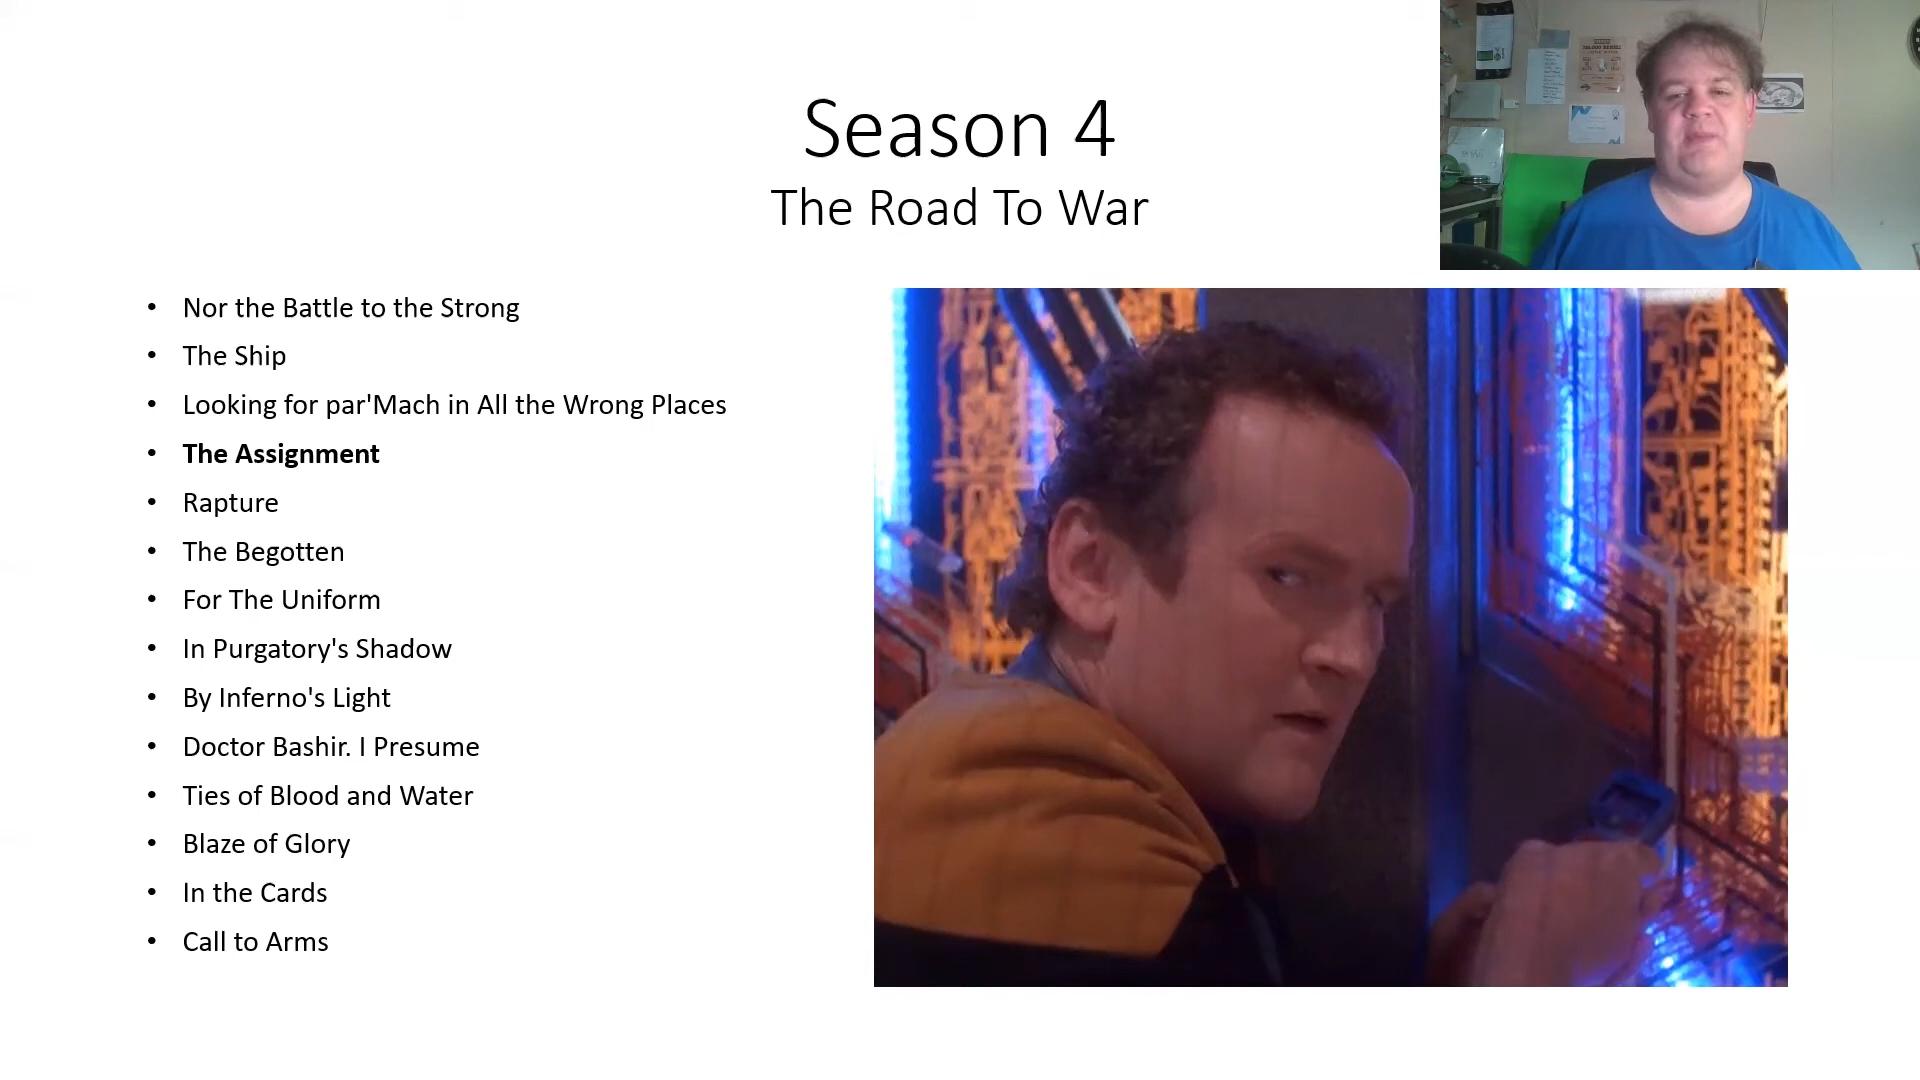 Season 4
The Road To War
• Nor the Battle to the Strong
• The Ship
• Looking for par'Mach in All the Wrong Places
• The Assignment
• Rapture
• The Begotten
• For The Uniform
• In Purgatory's Shadow
• By Inferno's Light
• Doctor Bashir. I Presume
• Ties of Blood and Water
• Blaze of Glory
• In the Cards
• Call to Arms